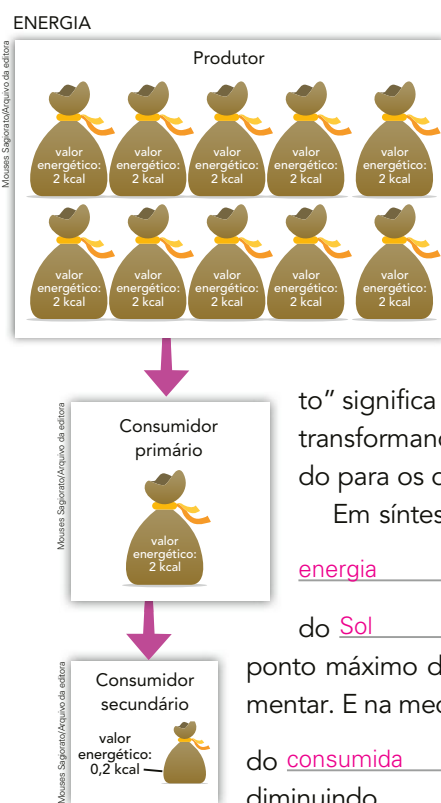 ENERGIA
Mouses Sagiorato/Arquivo da editora
Produtor
valor
energético:
2 kcal
valor
energético:
2 kcal
valor
energético:
2 kcal
valor
energético:
2 kcal
valor
energético:
2 kcal
valor
energético:
2 kcal
valor
energético:
2 kcal
valor
energético:
2 kcal
valor
energético:
2 kcal
valor
energético:
2 kcal
Mouses Sagiorato/Arquivo da editora
Consumidor
primário
valor
energético:
2 kcal
to” significa
transformand
do para os c
Em síntes
energia
do Sol
ponto máximo d
mentar. E na med
do consumida
diminuindo
Mouses Sagiorato/Arquivo da editora
Consumidor
secundário
valor
energético:
0,2 kcal